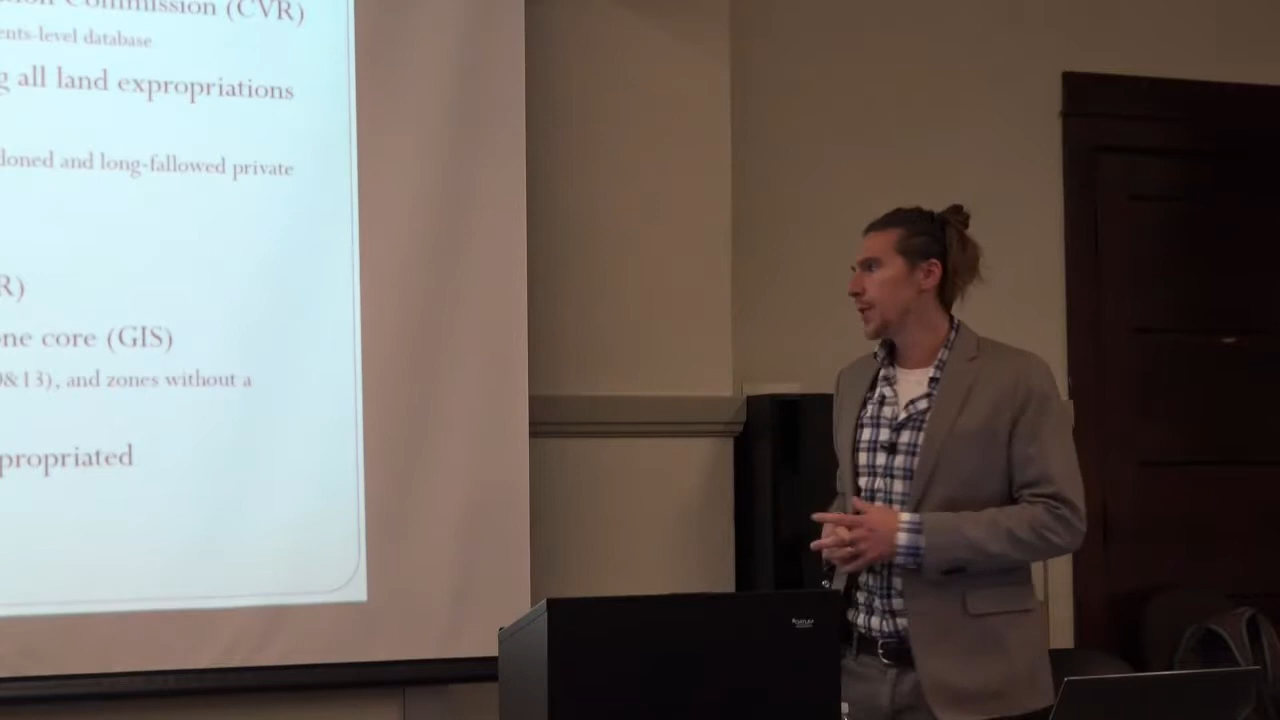 ion Commission (CVR)
ents-level database
g all land expropriations
doned and long-fallowed private
R)
one core (GIS)
&13), and zones without a
propriated